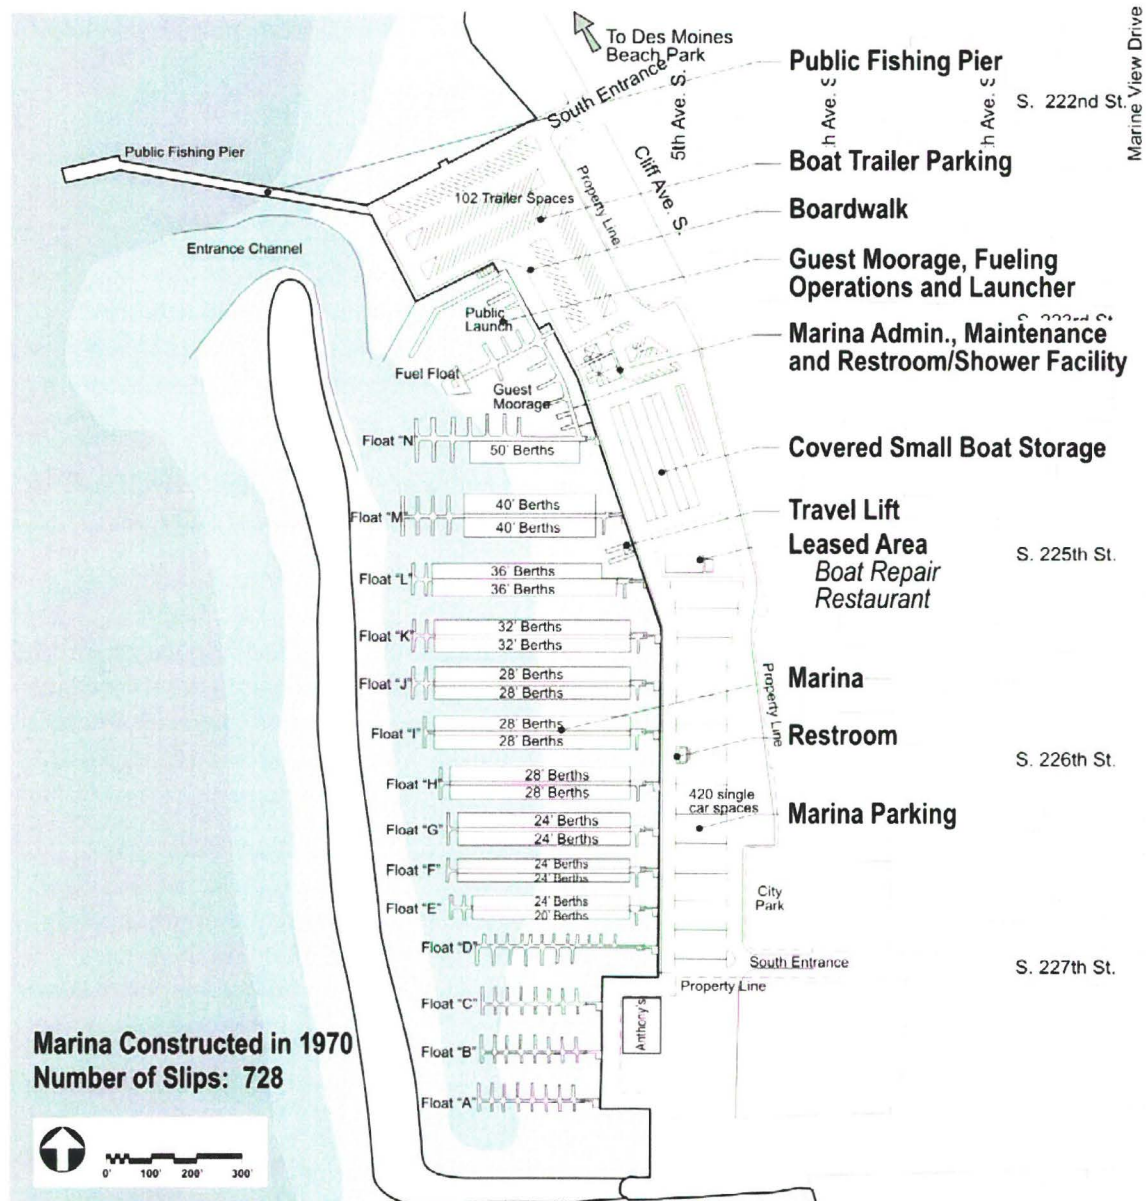 To Des Moines
Beach Park
South Entrance
Public Fishing Pier
Marine View Drive
5th Ave. S.
S. 222nd St.
Cliff Ave. S.
Property Line
Public Fishing Pier
102 Trailer Spaces
Boat Trailer Parking
Boardwalk
Entrance Channel
Guest Moorage, Fueling
Operations and Launcher
Public
Launch
Marina Admin., Maintenance
and Restroom/Shower Facility
Fuel Float
Guest
Moorage
Float "N"
50' Berths
Covered Small Boat Storage
Float "M"
40' Berths
40' Berths
Travel Lift
Leased Area
Boat Repair
Restaurant
S. 225th St.
Float "L"
36' Berths
36' Berths
Float "K"
32' Berths
32' Berths
Float "J"
28' Berths
28' Berths
Marina
Property Line
Float "I"
28' Berths
28' Berths
Restroom
S. 226th St.
Float "H"
28' Berths
28' Berths
420 single
car spaces
Marina Parking
Float "G"
24' Berths
24' Berths
Float "F"
24' Berths
24' Berths
City
Park
Float "E"
24' Berths
20' Berths
Float "D"
South Entrance
S. 227th St.
Property Line
Float "C"
Anthony's
Float "B"
Float "A"
Marina Constructed in 1970
Number of Slips: 728
0' 100' 200' 300'